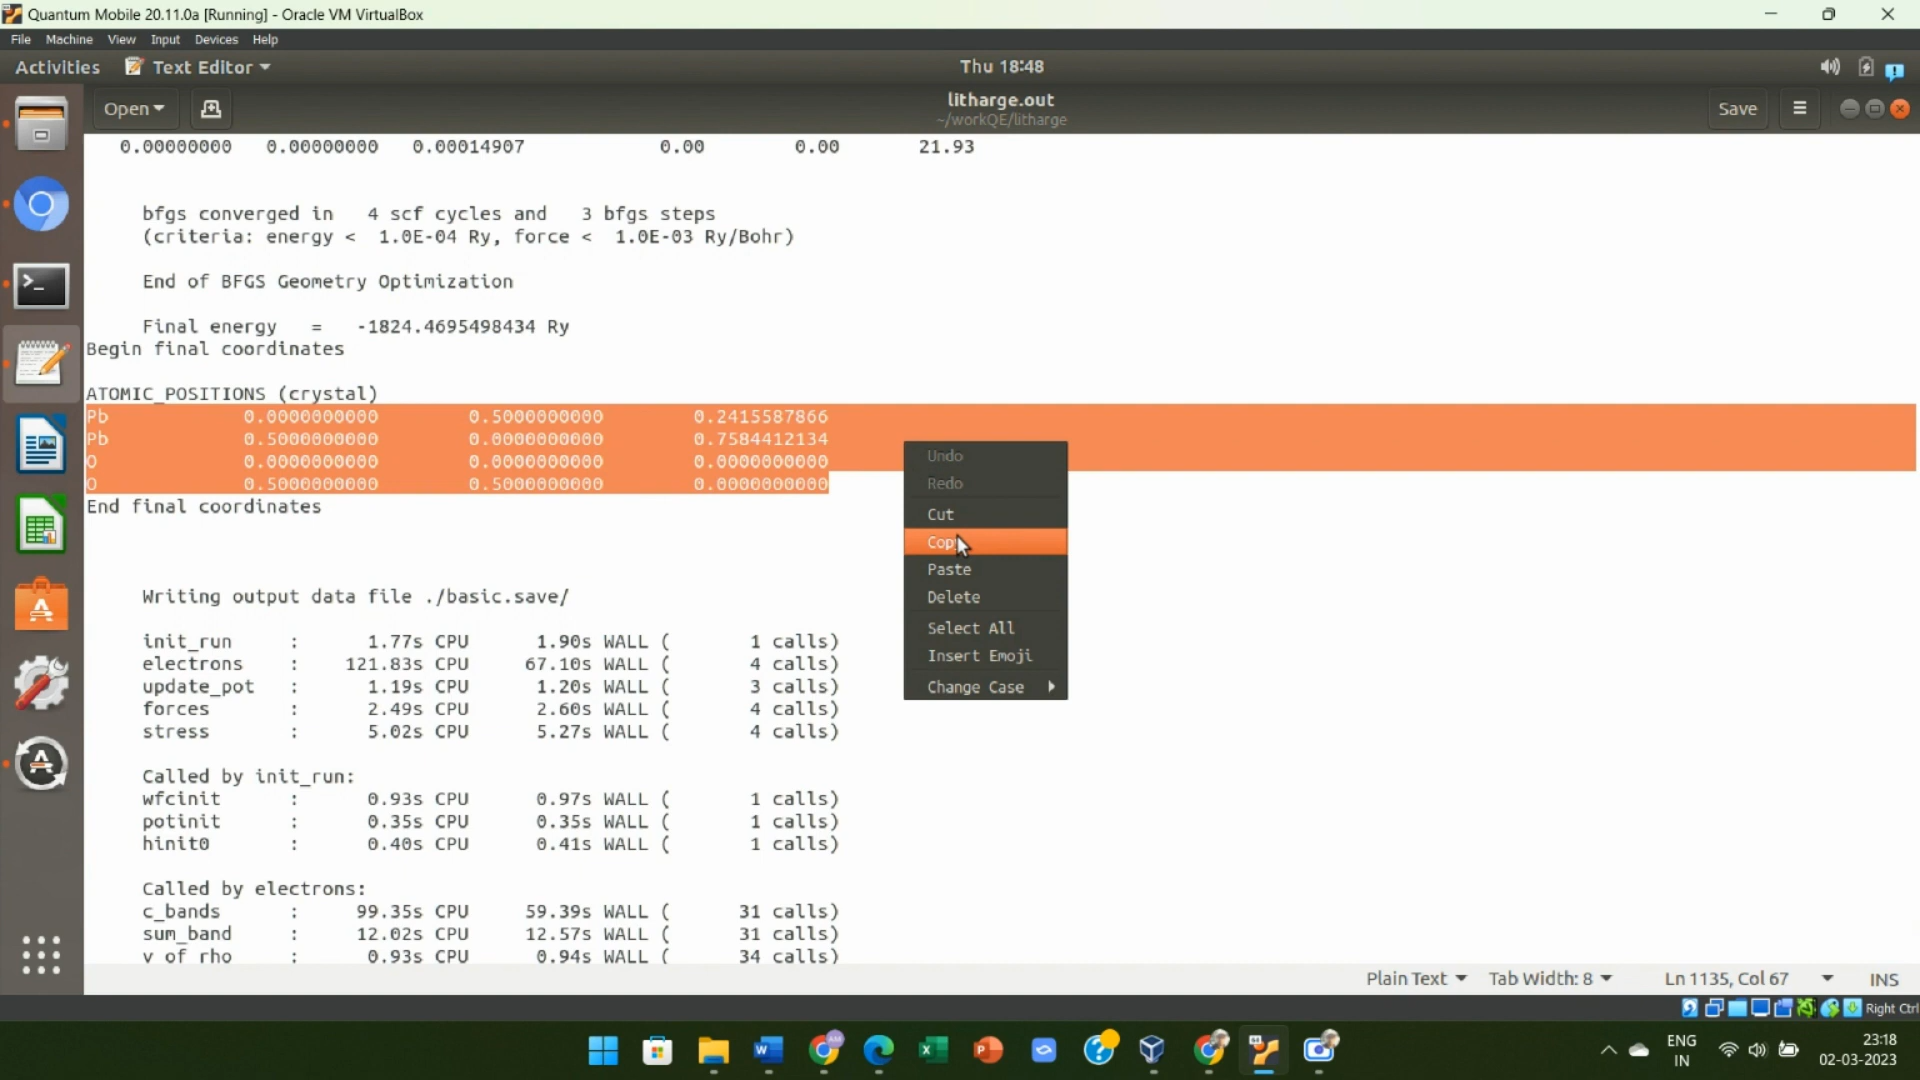 Quantum Mobile 20.11.0a [Running] - Oracle VM VirtualBox
File Machine View Input Devices Help
Activities Text Editor Thu 18:48
Open litharge.out Save
~/workQE/litharge
0.00000000 0.00000000 0.00014907 0.00 0.00 21.93
bfgs converged in 4 scf cycles and 3 bfgs steps
(criteria: energy < 1.0E-04 Ry, force < 1.0E-03 Ry/Bohr)
End of BFGS Geometry Optimization
Final energy = -1824.4695498434 Ry
Begin final coordinates
ATOMIC_POSITIONS (crystal)
Pb 0.0000000000 0.5000000000 0.2415587866
Pb 0.5000000000 0.0000000000 0.7584412134
O 0.0000000000 0.0000000000 0.0000000000
O 0.5000000000 0.5000000000 0.0000000000
End final coordinates
Undo
Redo
Cut
Copy
Paste
Delete
Select All
Insert Emoji
Change Case
Writing output data file ./basic.save/
init_run : 1.77s CPU 1.90s WALL ( 1 calls)
electrons : 121.83s CPU 67.10s WALL ( 4 calls)
update_pot : 1.19s CPU 1.20s WALL ( 3 calls)
forces : 2.49s CPU 2.60s WALL ( 4 calls)
stress : 5.02s CPU 5.27s WALL ( 4 calls)
Called by init_run:
wfcinit : 0.93s CPU 0.97s WALL ( 1 calls)
potinit : 0.35s CPU 0.35s WALL ( 1 calls)
hinit0 : 0.40s CPU 0.41s WALL ( 1 calls)
Called by electrons:
c_bands : 99.35s CPU 59.39s WALL ( 31 calls)
sum_band : 12.02s CPU 12.57s WALL ( 31 calls)
v_of_rho : 0.93s CPU 0.94s WALL ( 34 calls)
Plain Text Tab Width: 8 Ln 1135, Col 67 INS
Right Ctrl
ENG 23:18
IN 02-03-2023